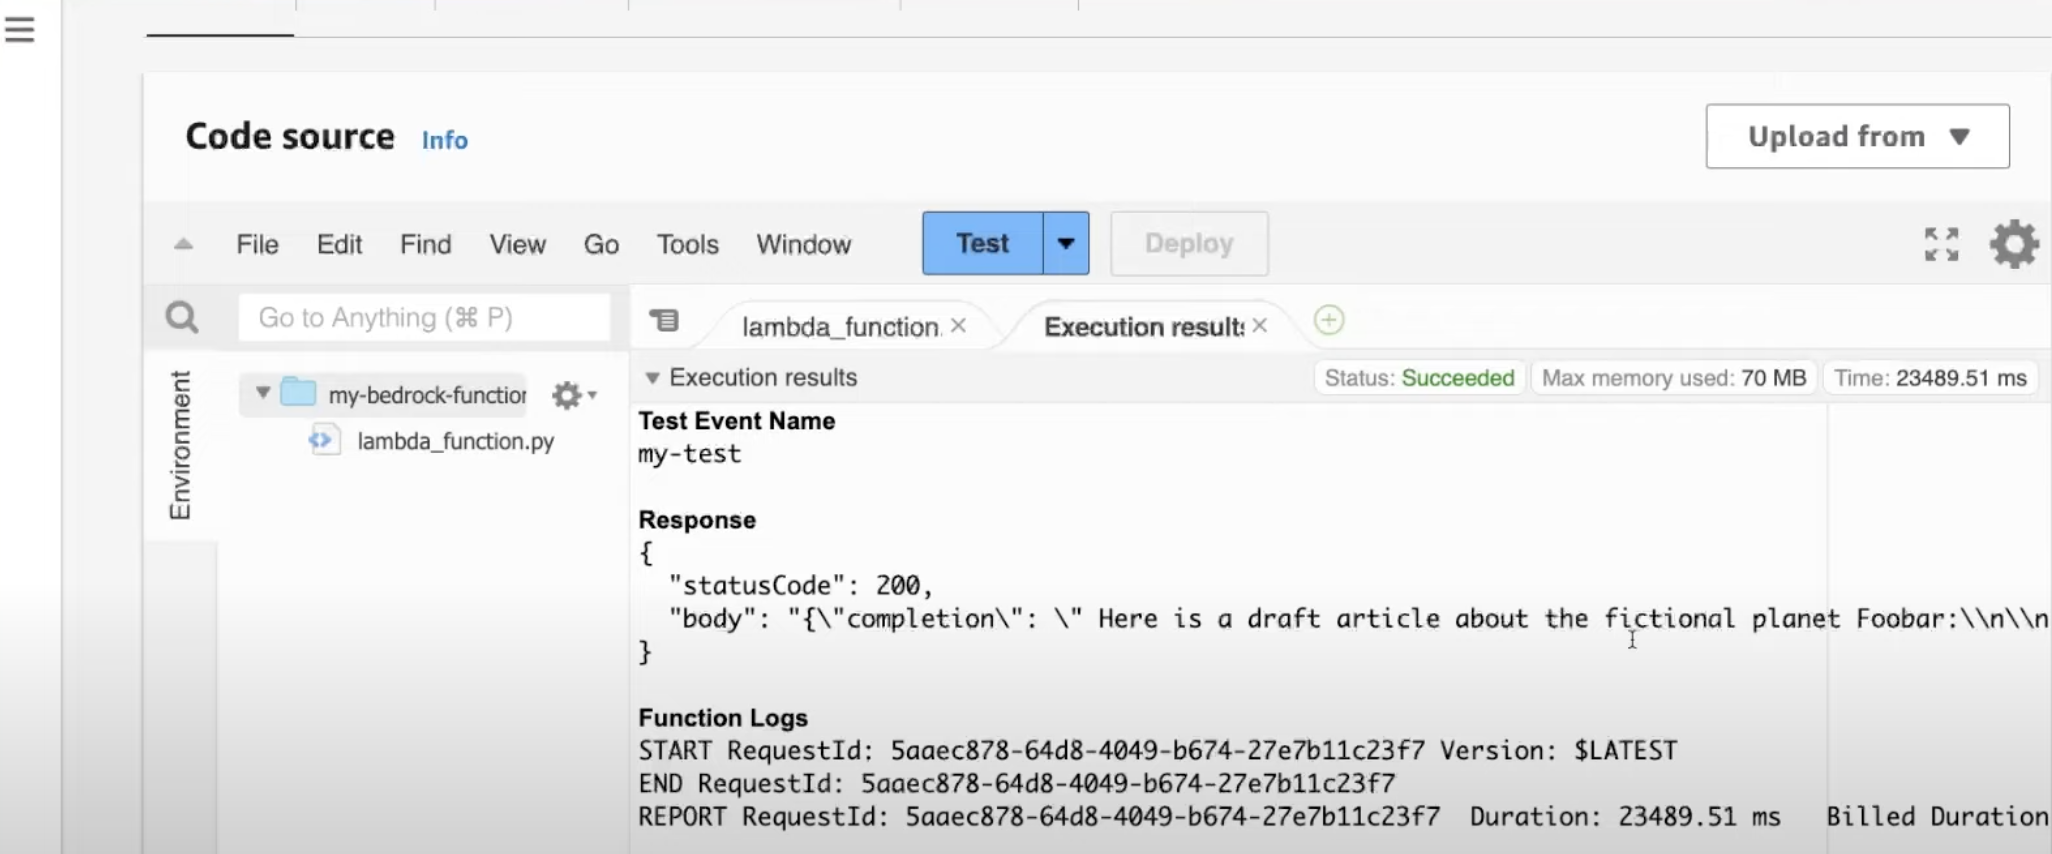 Code source Info
Upload from
File Edit Find View Go Tools Window Test Deploy
Go to Anything (⌘ P)
lambda_function.
Execution results
Execution results
Status: Succeeded Max memory used: 70 MB Time: 23489.51 ms
Environment
my-bedrock-function
lambda_function.py
Test Event Name
my-test
Response
{
"statusCode": 200,
"body": "{\"completion\": \" Here is a draft article about the fictional planet Foobar:\\n\\n
}
Function Logs
START RequestId: 5aaec878-64d8-4049-b674-27e7b11c23f7 Version: $LATEST
END RequestId: 5aaec878-64d8-4049-b674-27e7b11c23f7
REPORT RequestId: 5aaec878-64d8-4049-b674-27e7b11c23f7 Duration: 23489.51 ms Billed Duration